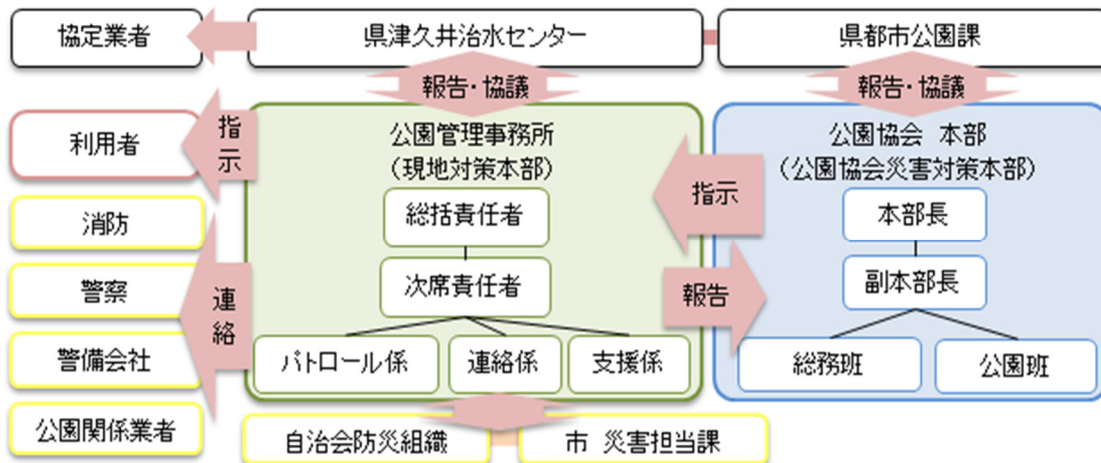 協定業者
県津久井治水センター
県都市公園課
報告・協議
報告・協議
利用者
指示
公園管理事務所
（現地対策本部）
総括責任者
次席責任者
パトロール係
連絡係
支援係
指示
報告
公園協会 本部
（公園協会災害対策本部）
本部長
副本部長
総務班
公園班
消防
警察
警備会社
公園関係業者
連絡
自治会防災組織
市 災害担当課